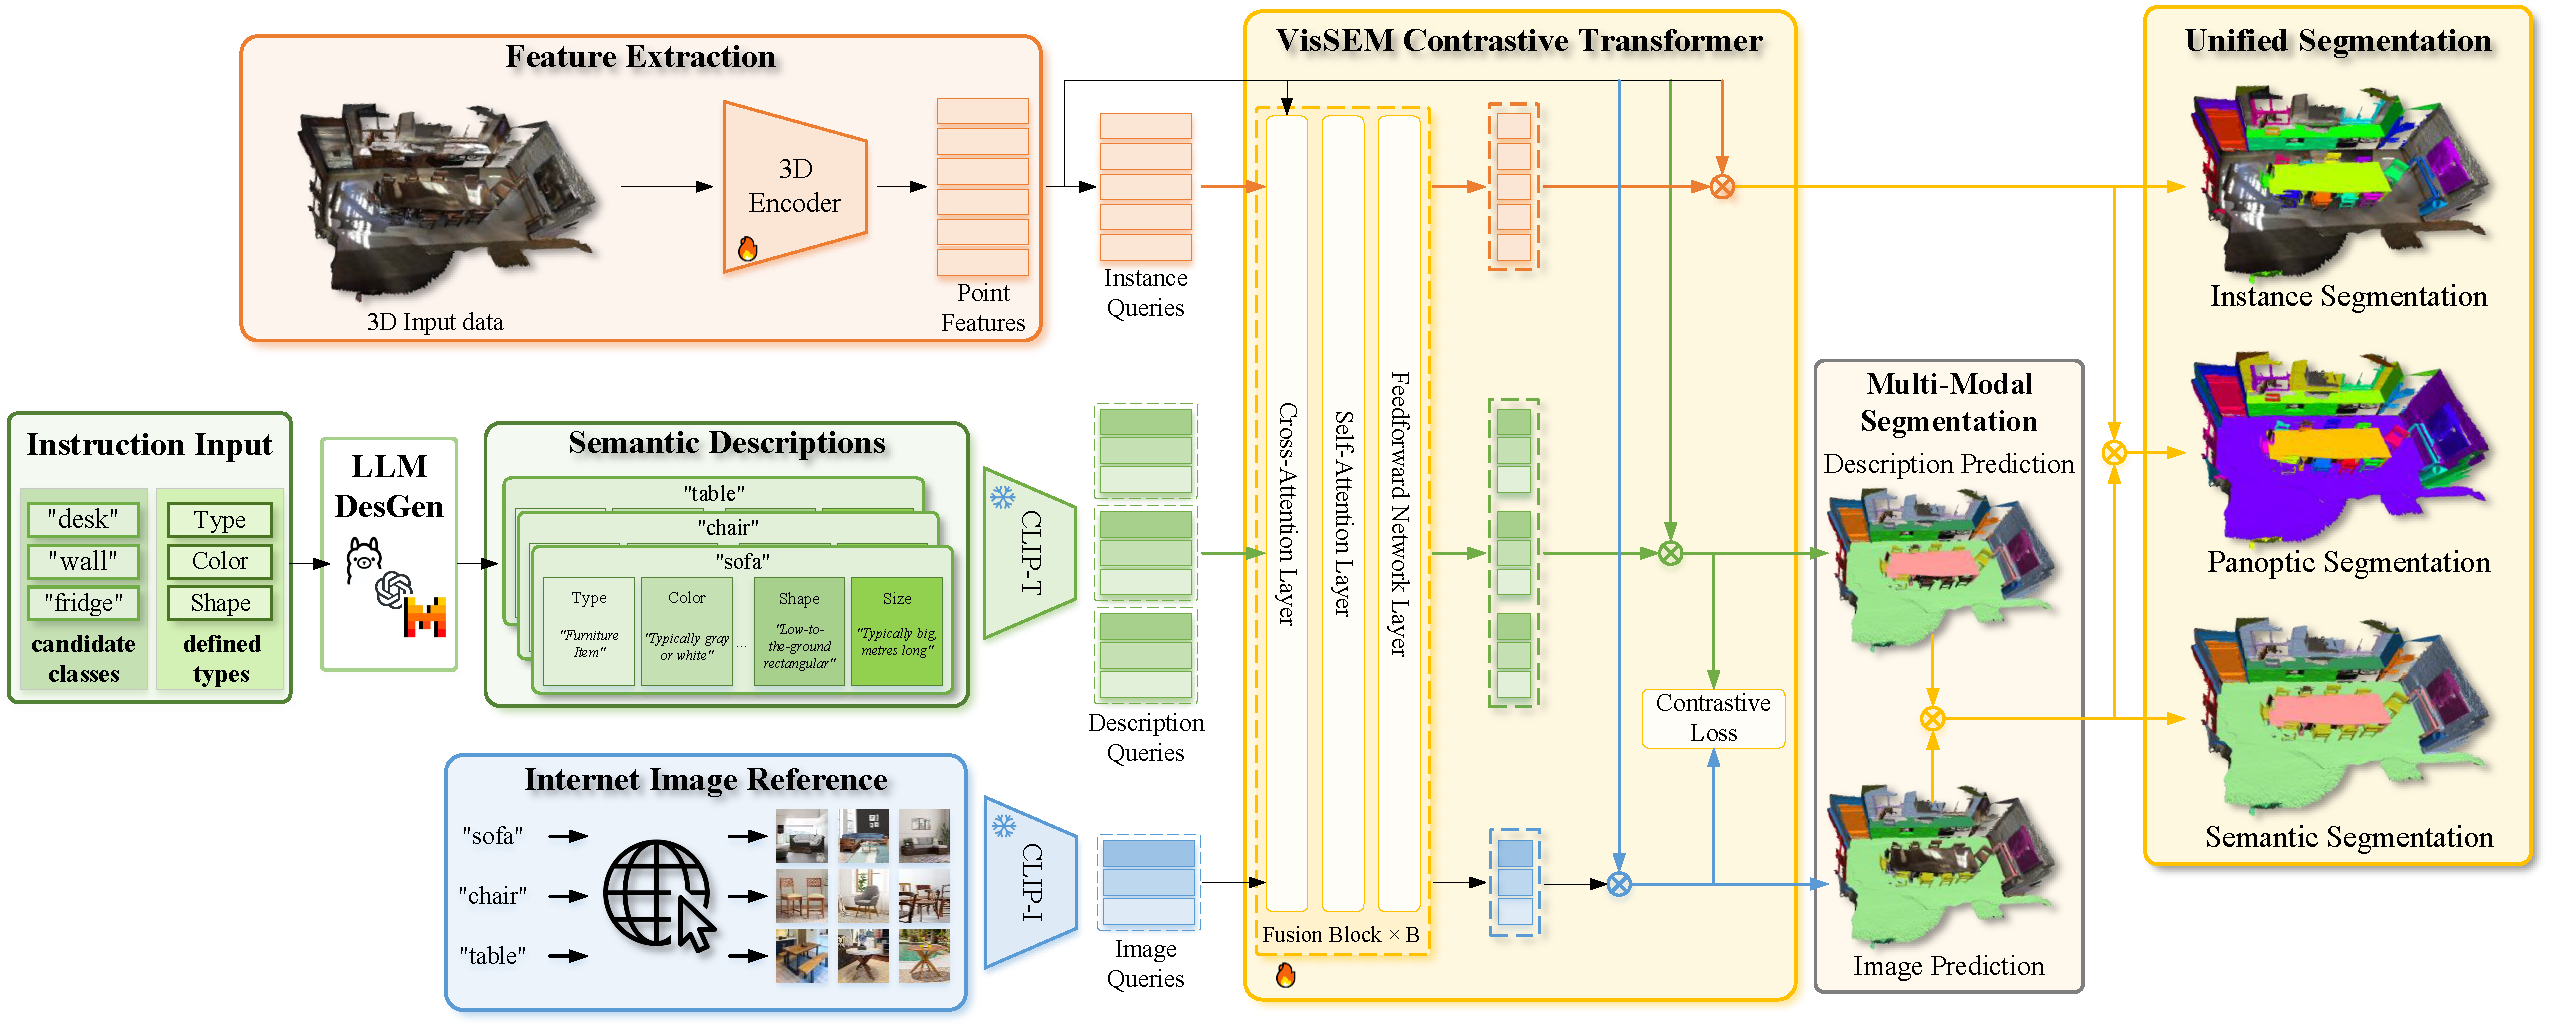 Feature Extraction
3D Input data
3D
Encoder
Point
Features
Instance
Queries
Instruction Input
"desk"
"wall"
"fridge"
candidate
classes
Type
Color
Shape
defined
types
LLM
DesGen
Semantic Descriptions
"table"
"chair"
"sofa"
Type
"Furniture
Item"
Color
"Typically gray
or white"
...
Shape
"Low-to-
the-ground
rectangular"
Size
"Typically big,
metres long"
CLIP-T
Description
Queries
Internet Image Reference
"sofa"
"chair"
"table"
CLIP-I
Image
Queries
VisSEM Contrastive Transformer
Cross-Attention Layer
Self-Attention Layer
Feedforward Network Layer
Fusion Block × B
Contrastive
Loss
Multi-Modal
Segmentation
Description Prediction
Image Prediction
Unified Segmentation
Instance Segmentation
Panoptic Segmentation
Semantic Segmentation